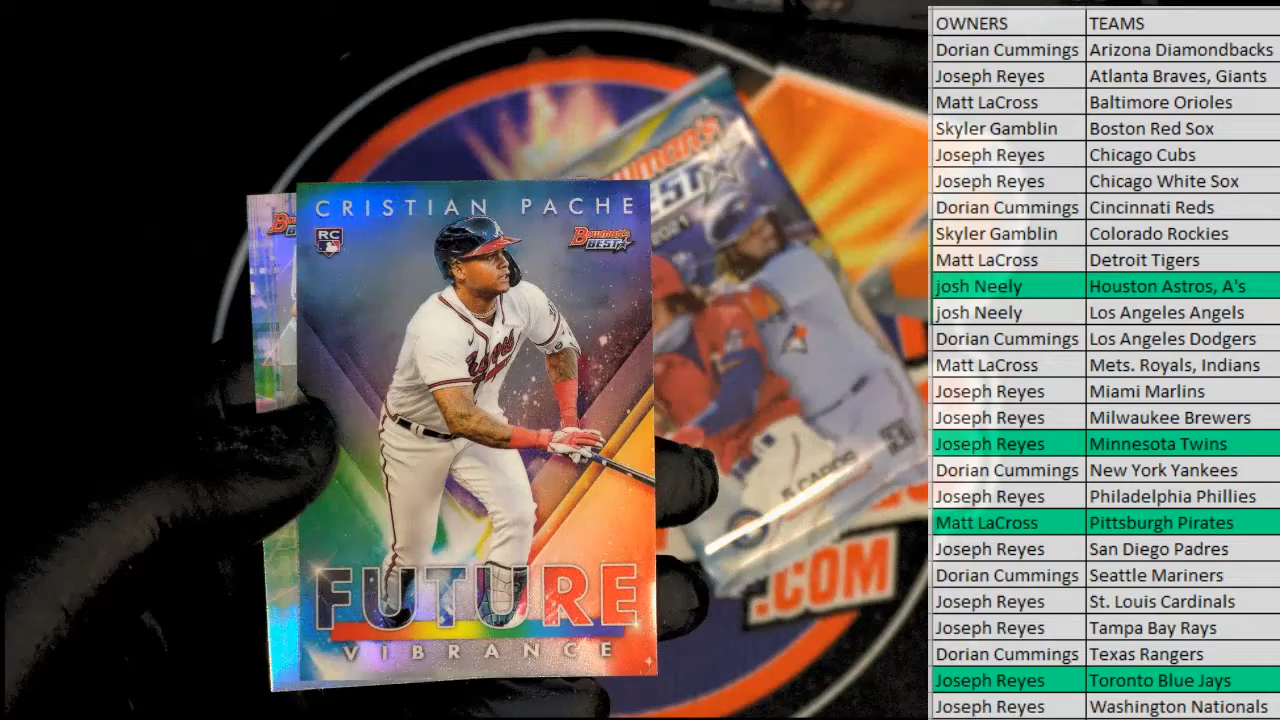 CRISTIAN PACHE
RC
Bowman's
BEST
FUTURE
VIBRANCE
Bowman's
BEST
2021
5 CARDS
.COM
OWNERS TEAMS
Dorian Cummings Arizona Diamondbacks
Joseph Reyes Atlanta Braves, Giants
Matt LaCross Baltimore Orioles
Skyler Gamblin Boston Red Sox
Joseph Reyes Chicago Cubs
Joseph Reyes Chicago White Sox
Dorian Cummings Cincinnati Reds
Skyler Gamblin Colorado Rockies
Matt LaCross Detroit Tigers
josh Neely Houston Astros, A's
josh Neely Los Angeles Angels
Dorian Cummings Los Angeles Dodgers
Matt LaCross Mets. Royals, Indians
Joseph Reyes Miami Marlins
Joseph Reyes Milwaukee Brewers
Joseph Reyes Minnesota Twins
Dorian Cummings New York Yankees
Joseph Reyes Philadelphia Phillies
Matt LaCross Pittsburgh Pirates
Joseph Reyes San Diego Padres
Dorian Cummings Seattle Mariners
Joseph Reyes St. Louis Cardinals
Joseph Reyes Tampa Bay Rays
Dorian Cummings Texas Rangers
Joseph Reyes Toronto Blue Jays
Joseph Reyes Washington Nationals